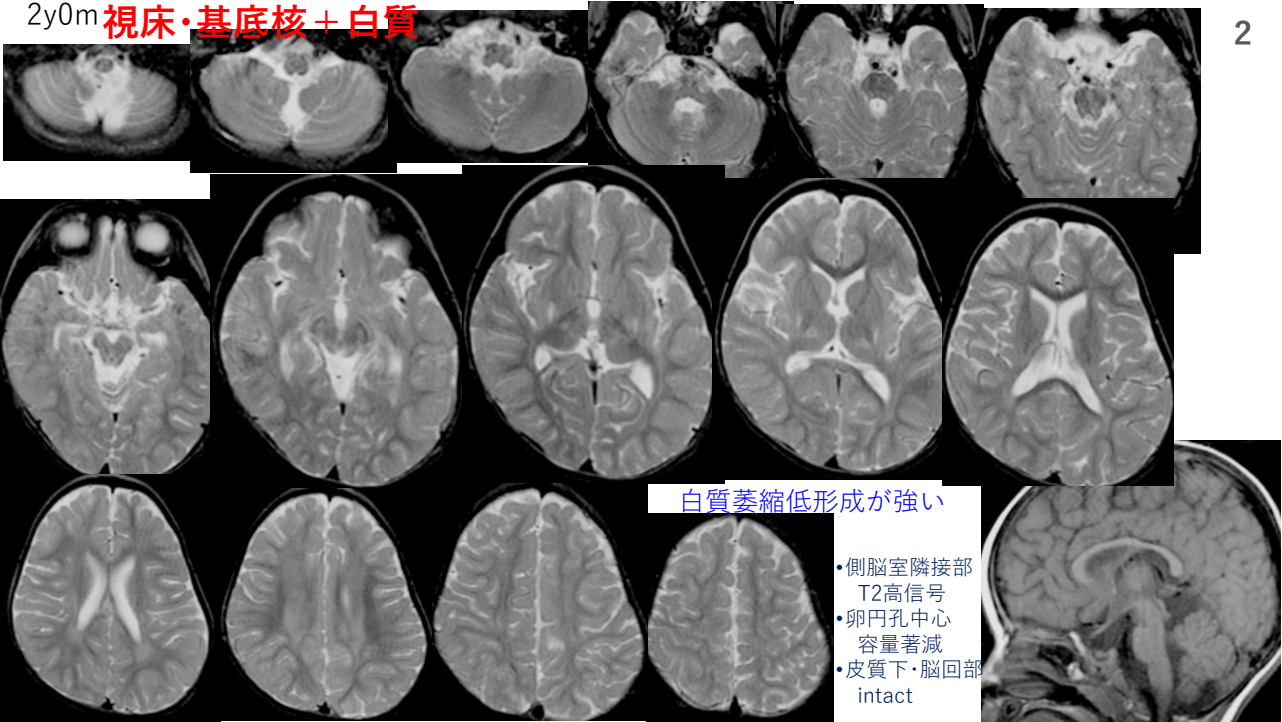 2y0m 視床・基底核＋白質
2
白質萎縮低形成が強い
•側脳室隣接部
T2高信号
•卵円孔中心
容量著減
•皮質下・脳回部
intact